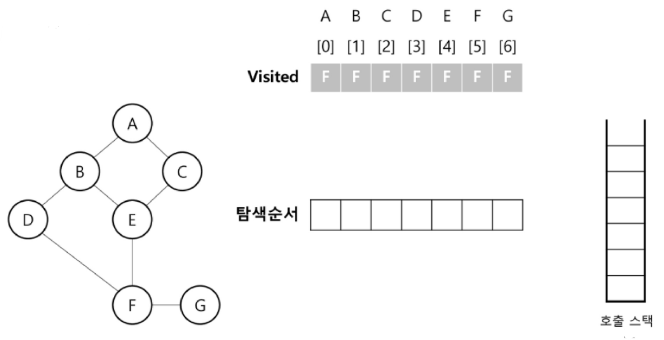 A B C D E F G
[0] [1] [2] [3] [4] [5] [6]
Visited F F F F F F F
A
B C
D E
탐색순서
F G
호출 스택